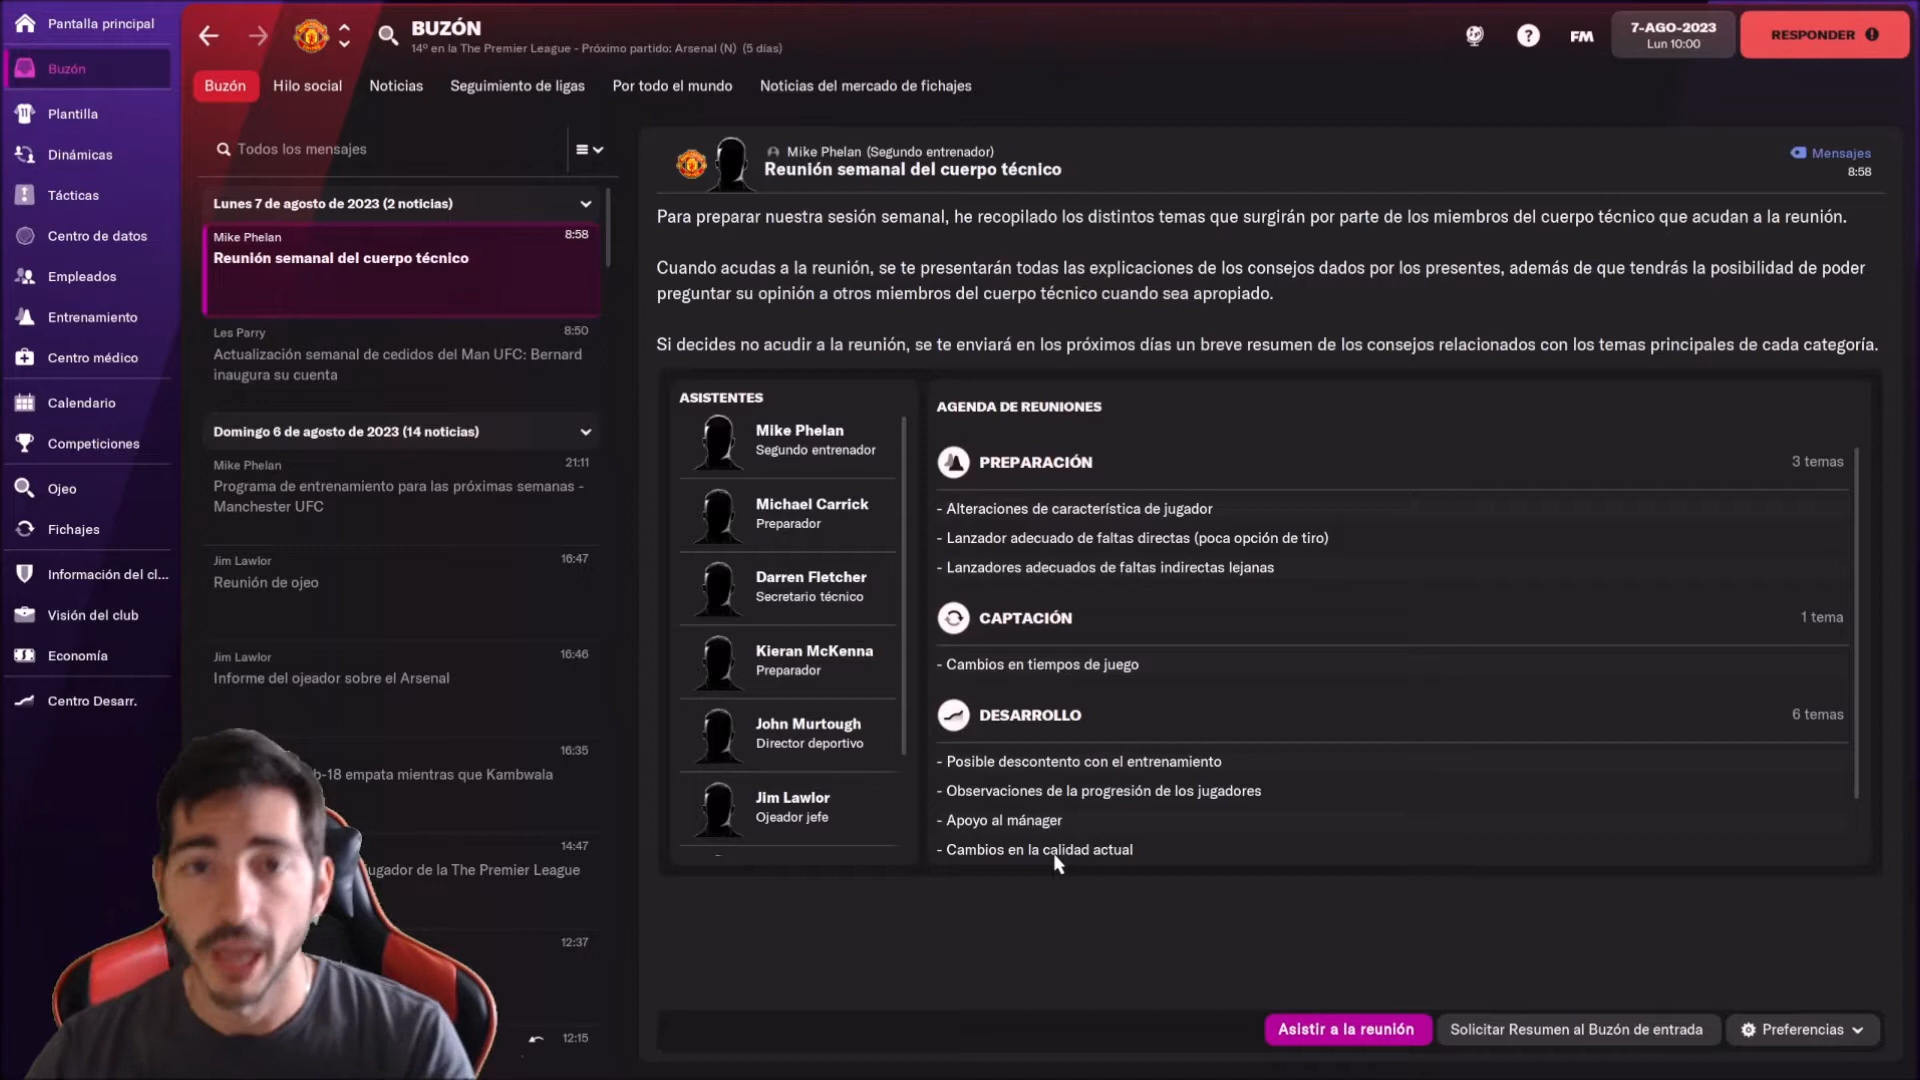 Pantalla principal
Buzón
Plantilla
Dinámicas
Tácticas
Centro de datos
Empleados
Entrenamiento
Centro médico
Calendario
Competiciones
Ojeo
Fichajes
Información del cl...
Visión del club
Economía
Centro Desarr.
BUZÓN
14º en la The Premier League - Próximo partido: Arsenal (N) (5 días)
FM
7-AGO-2023
Lun 10:00
RESPONDER
Buzón
Hilo social
Noticias
Seguimiento de ligas
Por todo el mundo
Noticias del mercado de fichajes
Todos los mensajes
Lunes 7 de agosto de 2023 (2 noticias)
Mike Phelan 8:58
Reunión semanal del cuerpo técnico
Les Parry 8:50
Actualización semanal de cedidos del Man UFC: Bernard
inaugura su cuenta
Domingo 6 de agosto de 2023 (14 noticias)
Mike Phelan 21:11
Programa de entrenamiento para las próximas semanas -
Manchester UFC
Jim Lawlor 16:47
Reunión de ojeo
Jim Lawlor 16:46
Informe del ojeador sobre el Arsenal
16:35
b-18 empata mientras que Kambwala
14:47
ugador de la The Premier League
12:37
12:15
Mike Phelan (Segundo entrenador)
Reunión semanal del cuerpo técnico
Mensajes
8:58
Para preparar nuestra sesión semanal, he recopilado los distintos temas que surgirán por parte de los miembros del cuerpo técnico que acudan a la reunión.
Cuando acudas a la reunión, se te presentarán todas las explicaciones de los consejos dados por los presentes, además de que tendrás la posibilidad de poder
preguntar su opinión a otros miembros del cuerpo técnico cuando sea apropiado.
Si decides no acudir a la reunión, se te enviará en los próximos días un breve resumen de los consejos relacionados con los temas principales de cada categoría.
ASISTENTES
Mike Phelan
Segundo entrenador
Michael Carrick
Preparador
Darren Fletcher
Secretario técnico
Kieran McKenna
Preparador
John Murtough
Director deportivo
Jim Lawlor
Ojeador jefe
AGENDA DE REUNIONES
PREPARACIÓN 3 temas
- Alteraciones de característica de jugador
- Lanzador adecuado de faltas directas (poca opción de tiro)
- Lanzadores adecuados de faltas indirectas lejanas
CAPTACIÓN 1 tema
- Cambios en tiempos de juego
DESARROLLO 6 temas
- Posible descontento con el entrenamiento
- Observaciones de la progresión de los jugadores
- Apoyo al mánager
- Cambios en la calidad actual
Asistir a la reunión
Solicitar Resumen al Buzón de entrada
Preferencias